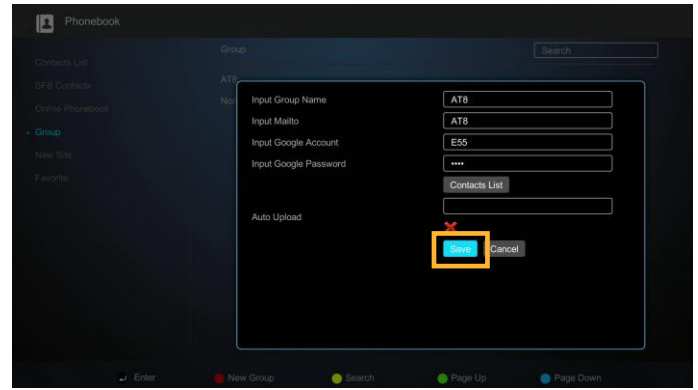 Phonebook
Group
Search
Contacts List
SFB Contacts
Online Phonebook
Group
New Site
Favorite
AT8
Nor
Input Group Name AT8
Input Mailto AT8
Input Google Account E55
Input Google Password ••••
Contacts List
Auto Upload
Save Cancel
Enter New Group Search Page Up Page Down